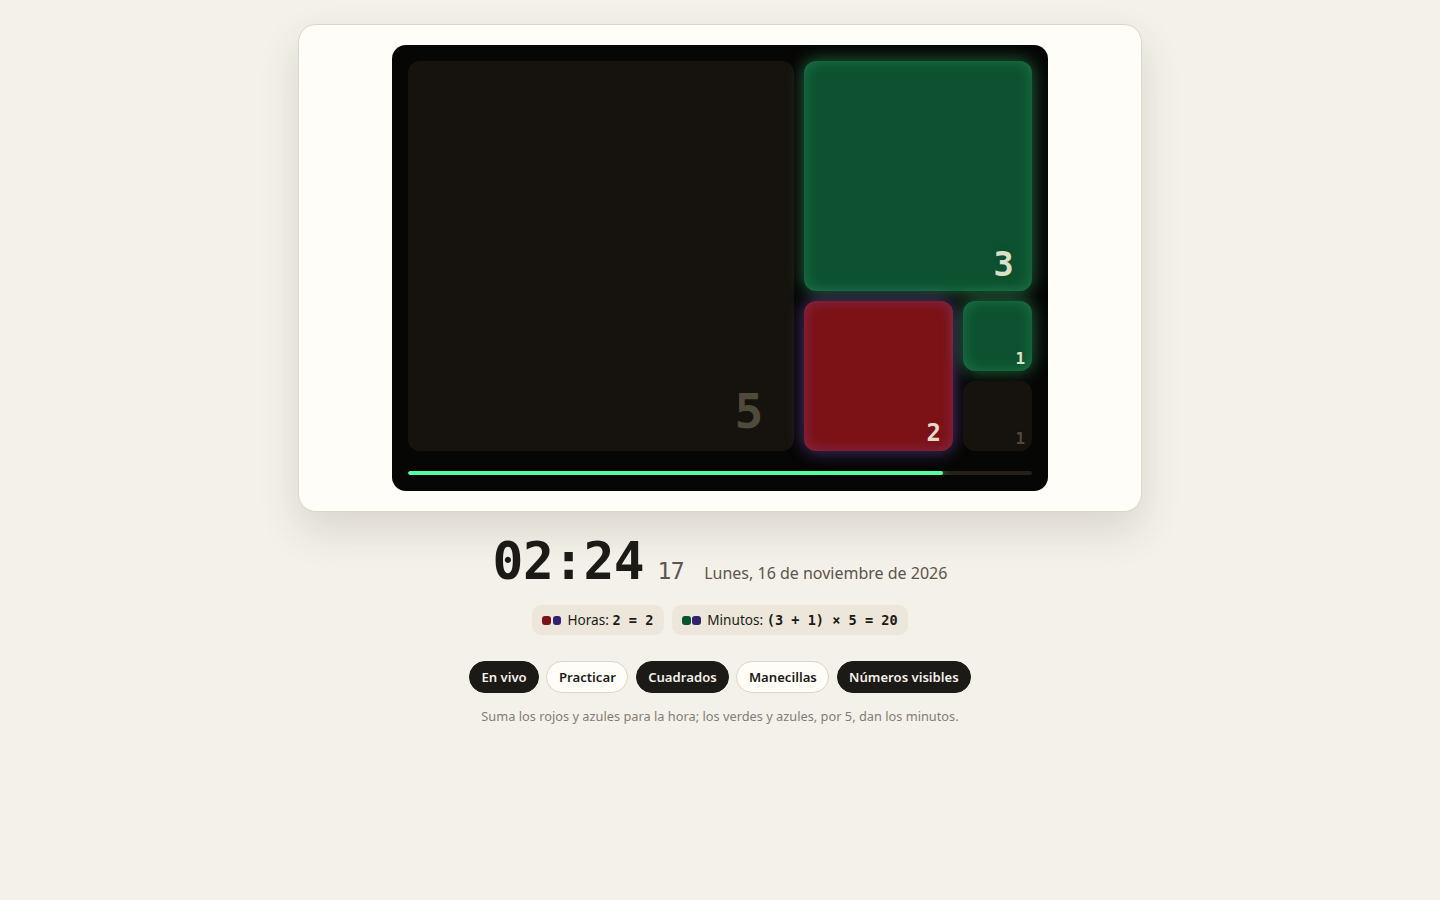 3
1
5
2
1
02:24 17 Lunes, 16 de noviembre de 2026
Horas: 2 = 2 Minutos: (3 + 1) × 5 = 20
En vivo Practicar Cuadrados Manecillas Números visibles
Suma los rojos y azules para la hora; los verdes y azules, por 5, dan los minutos.